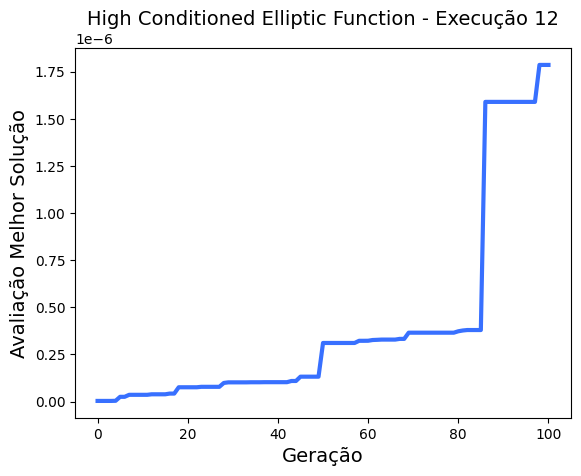 High Conditioned Elliptic Function - Execução 12
1e−6
1.75
1.50
1.25
1.00
0.75
0.50
0.25
0.00
Avaliação Melhor Solução
0 20 40 60 80 100
Geração